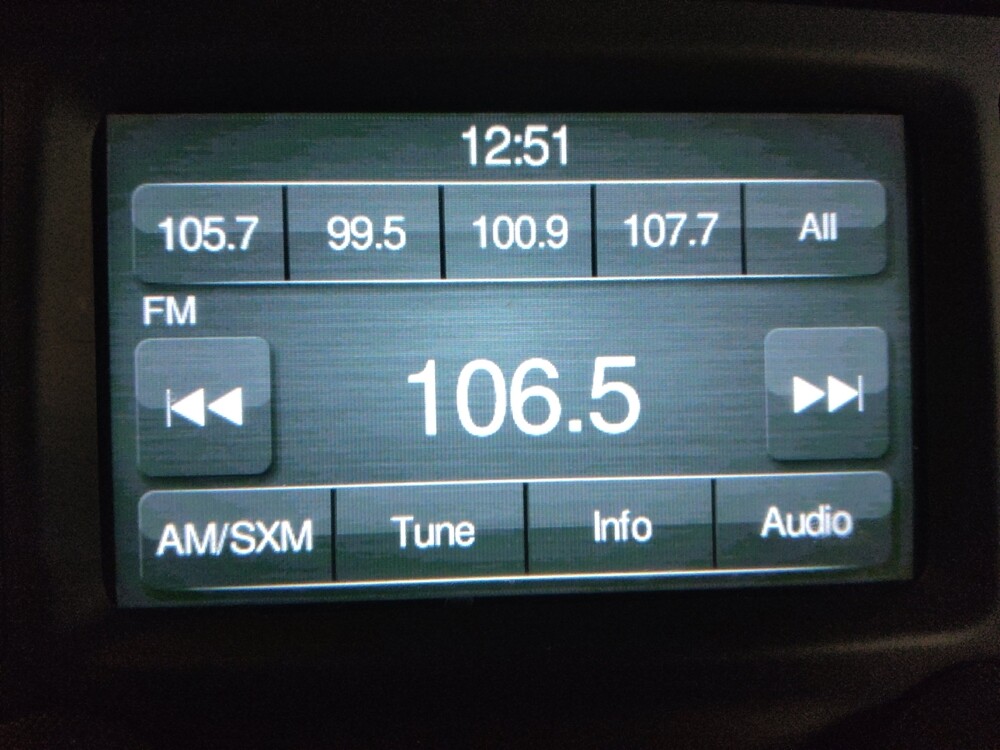 12:51
105.7 99.5 100.9 107.7 All
FM
106.5
AM/SXM Tune Info Audio